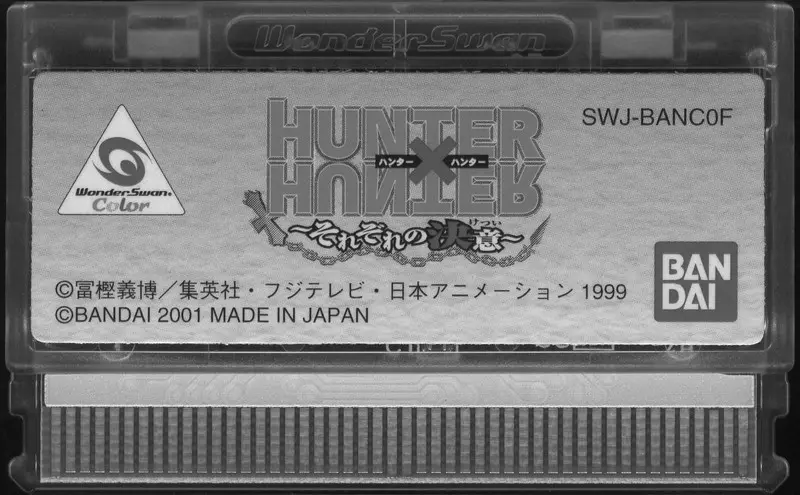 WonderSwan
SWJ-BANC0F
HUNTER
ハンター×ハンター
HUNTER
WonderSwan
Color
けつい
～それぞれの決意～
BAN
DAI
©冨樫義博／集英社・フジテレビ・日本アニメーション 1999
©BANDAI 2001 MADE IN JAPAN